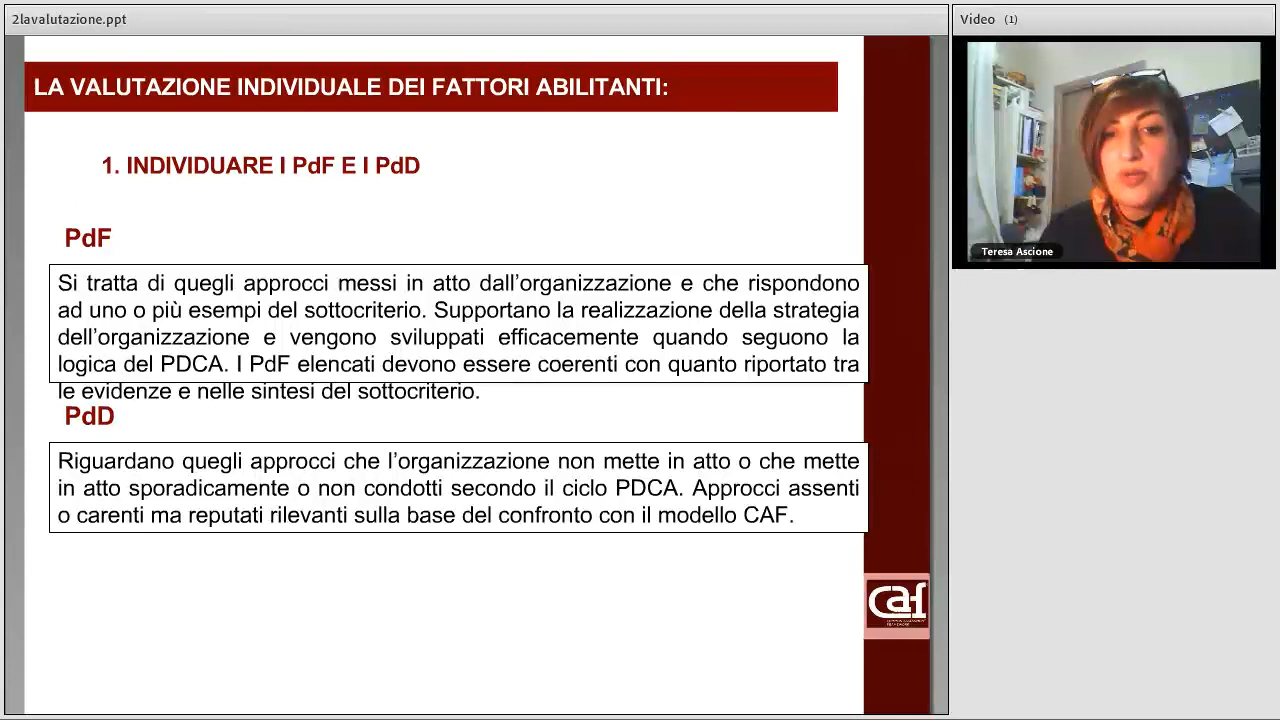 2lavalutazione.ppt
Video (1)
LA VALUTAZIONE INDIVIDUALE DEI FATTORI ABILITANTI:
1. INDIVIDUARE I PdF E I PdD
PdF
Si tratta di quegli approcci messi in atto dall’organizzazione e che rispondono
ad uno o più esempi del sottocriterio. Supportano la realizzazione della strategia
dell’organizzazione e vengono sviluppati efficacemente quando seguono la
logica del PDCA. I PdF elencati devono essere coerenti con quanto riportato tra
le evidenze e nelle sintesi del sottocriterio.
PdD
Riguardano quegli approcci che l’organizzazione non mette in atto o che mette
in atto sporadicamente o non condotti secondo il ciclo PDCA. Approcci assenti
o carenti ma reputati rilevanti sulla base del confronto con il modello CAF.
caf
Teresa Ascione